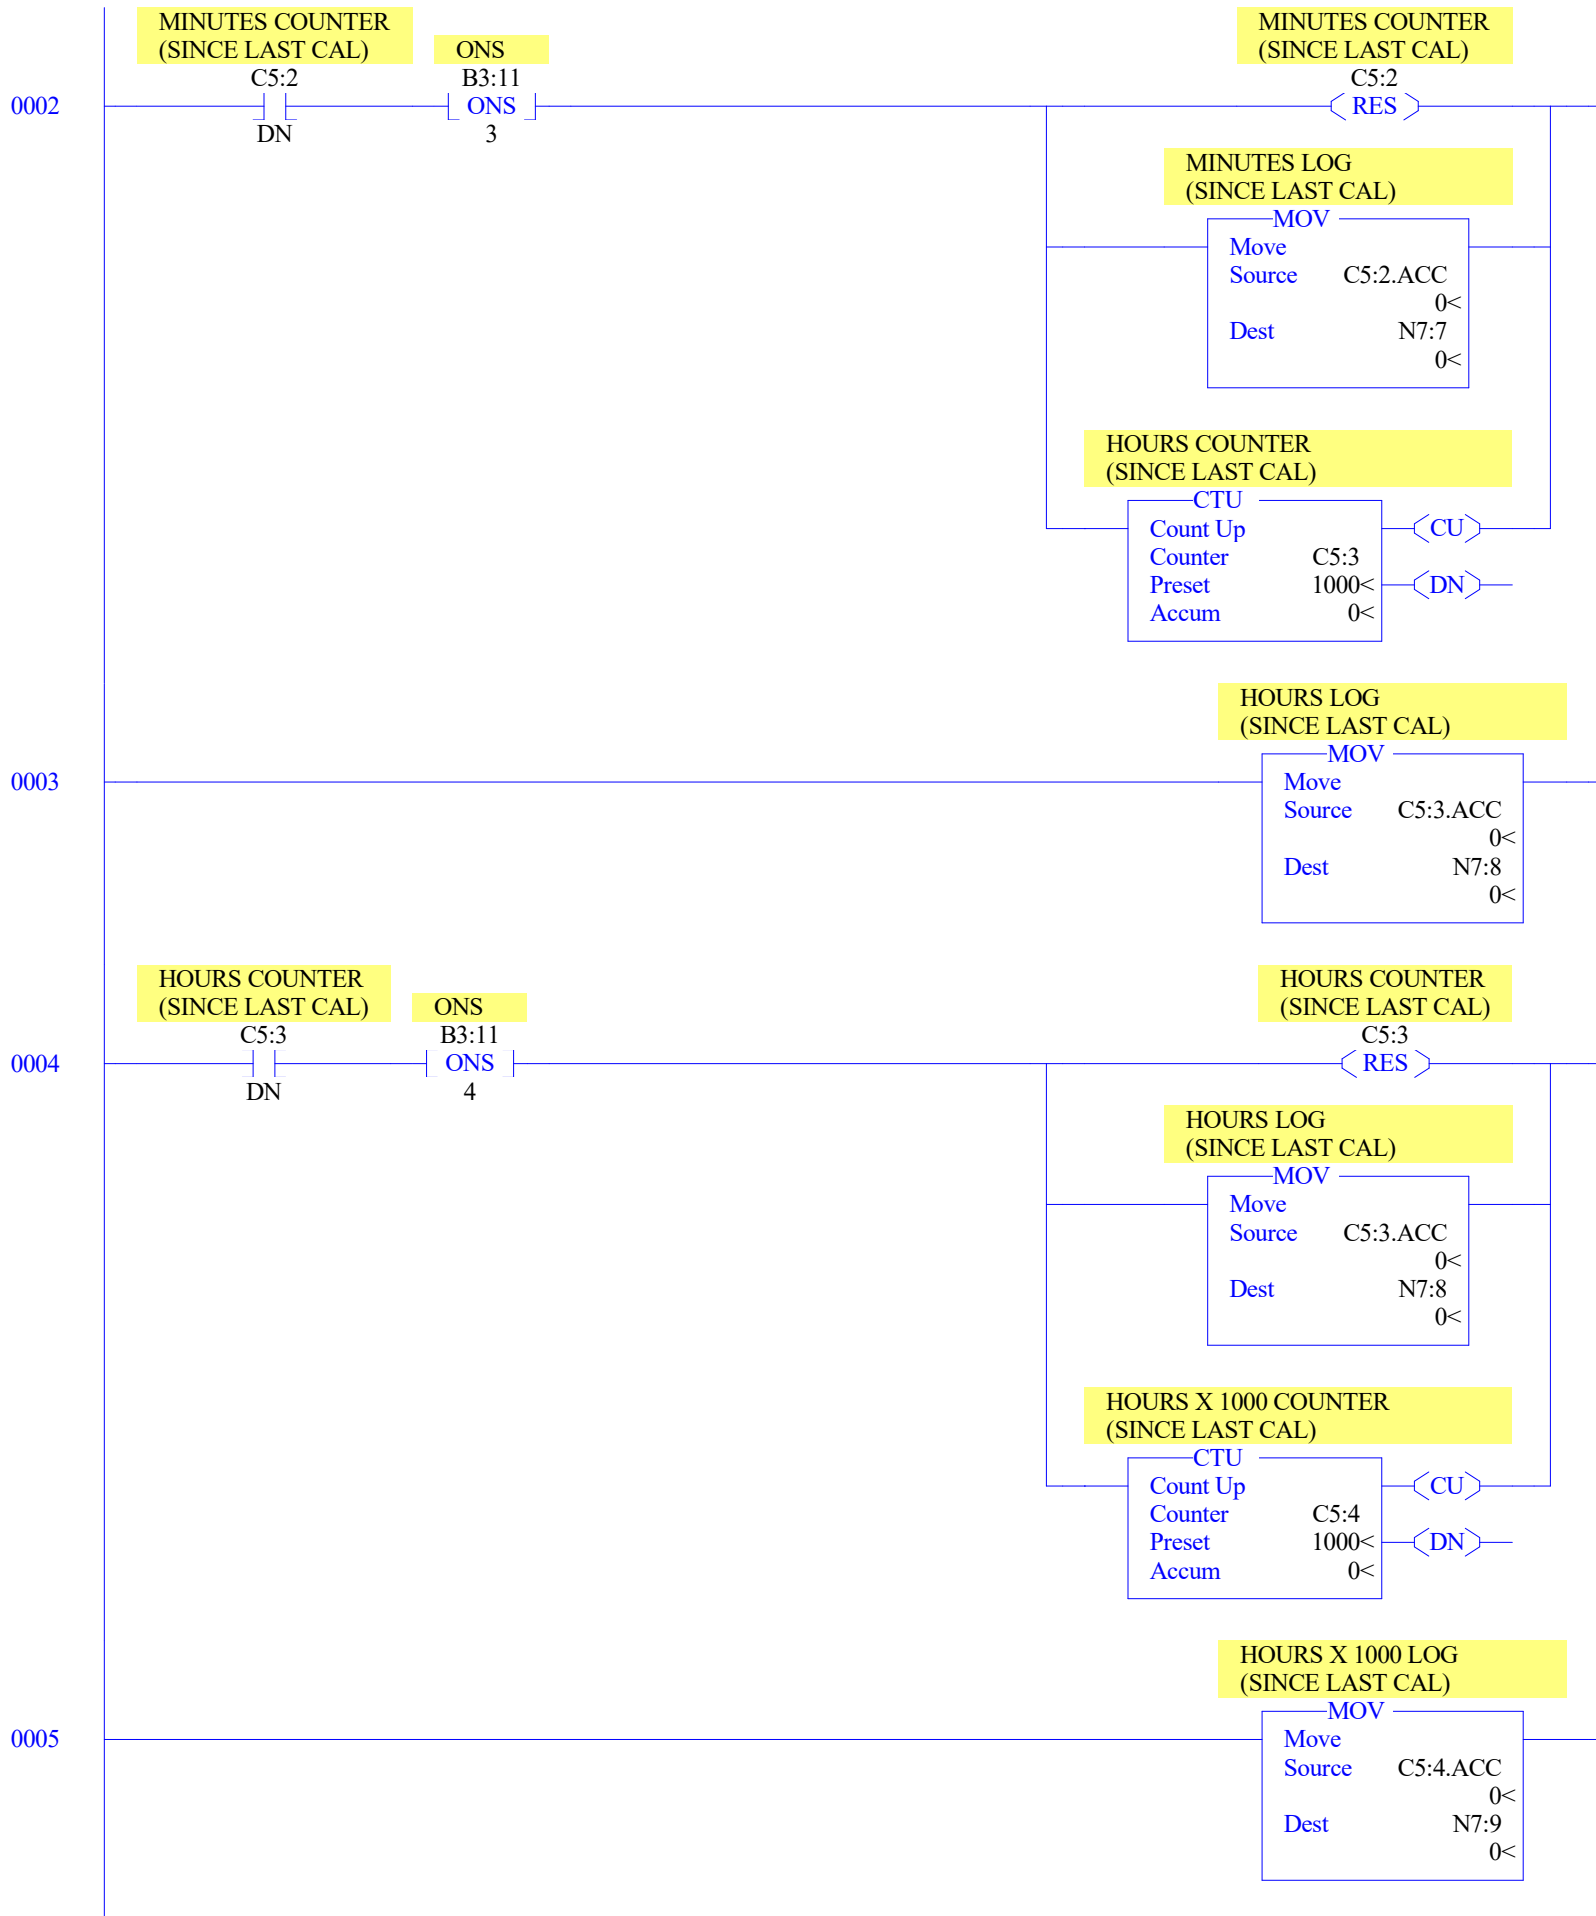 MINUTES COUNTER
(SINCE LAST CAL)
C5:2
DN
ONS
B3:11
ONS
3
MINUTES COUNTER
(SINCE LAST CAL)
C5:2
RES
0002
MINUTES LOG
(SINCE LAST CAL)
MOV
Move
Source C5:2.ACC
0<
Dest N7:7
0<
HOURS COUNTER
(SINCE LAST CAL)
CTU
Count Up
Counter C5:3
Preset 1000<
Accum 0<
CU
DN
HOURS LOG
(SINCE LAST CAL)
0003
MOV
Move
Source C5:3.ACC
0<
Dest N7:8
0<
HOURS COUNTER
(SINCE LAST CAL)
C5:3
DN
ONS
B3:11
ONS
4
HOURS COUNTER
(SINCE LAST CAL)
C5:3
RES
0004
HOURS LOG
(SINCE LAST CAL)
MOV
Move
Source C5:3.ACC
0<
Dest N7:8
0<
HOURS X 1000 COUNTER
(SINCE LAST CAL)
CTU
Count Up
Counter C5:4
Preset 1000<
Accum 0<
CU
DN
HOURS X 1000 LOG
(SINCE LAST CAL)
0005
MOV
Move
Source C5:4.ACC
0<
Dest N7:9
0<